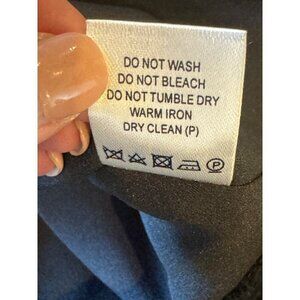 DO NOT WASH
DO NOT BLEACH
DO NOT TUMBLE DRY
WARM IRON
DRY CLEAN (P)
P